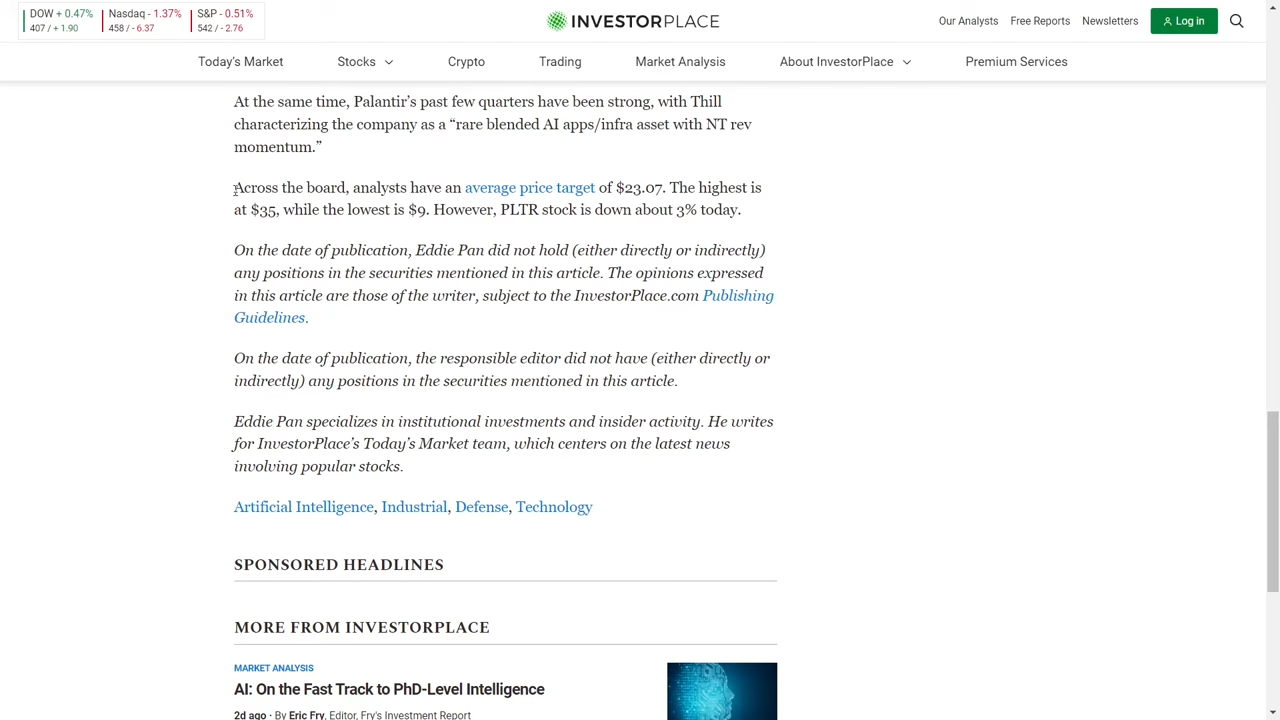 DOW + 0.47%
407 / + 1.90
Nasdaq - 1.37%
458 / - 6.37
S&P - 0.51%
542 / - 2.76
INVESTORPLACE
Our Analysts
Free Reports
Newsletters
Log in
Today's Market
Stocks
Crypto
Trading
Market Analysis
About InvestorPlace
Premium Services
At the same time, Palantir’s past few quarters have been strong, with Thill
characterizing the company as a “rare blended AI apps/infra asset with NT rev
momentum.”
Across the board, analysts have an average price target of $23.07. The highest is
at $35, while the lowest is $9. However, PLTR stock is down about 3% today.
On the date of publication, Eddie Pan did not hold (either directly or indirectly)
any positions in the securities mentioned in this article. The opinions expressed
in this article are those of the writer, subject to the InvestorPlace.com Publishing
Guidelines.
On the date of publication, the responsible editor did not have (either directly or
indirectly) any positions in the securities mentioned in this article.
Eddie Pan specializes in institutional investments and insider activity. He writes
for InvestorPlace’s Today’s Market team, which centers on the latest news
involving popular stocks.
Artificial Intelligence, Industrial, Defense, Technology
SPONSORED HEADLINES
MORE FROM INVESTORPLACE
MARKET ANALYSIS
AI: On the Fast Track to PhD-Level Intelligence
2d ago · By Eric Fry, Editor, Fry's Investment Report